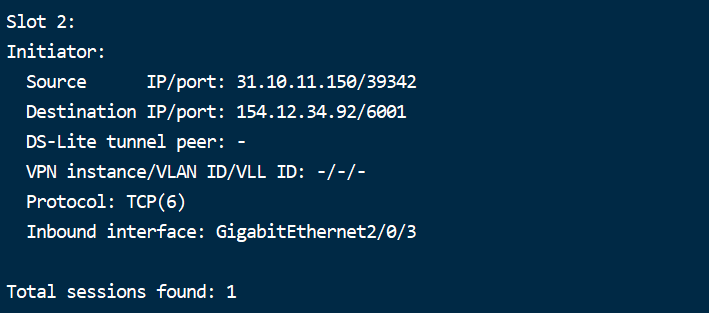 Slot 2:
Initiator:
  Source      IP/port: 31.10.11.150/39342
  Destination IP/port: 154.12.34.92/6001
  DS-Lite tunnel peer: -
  VPN instance/VLAN ID/VLL ID: -/-/-
  Protocol: TCP(6)
  Inbound interface: GigabitEthernet2/0/3

Total sessions found: 1